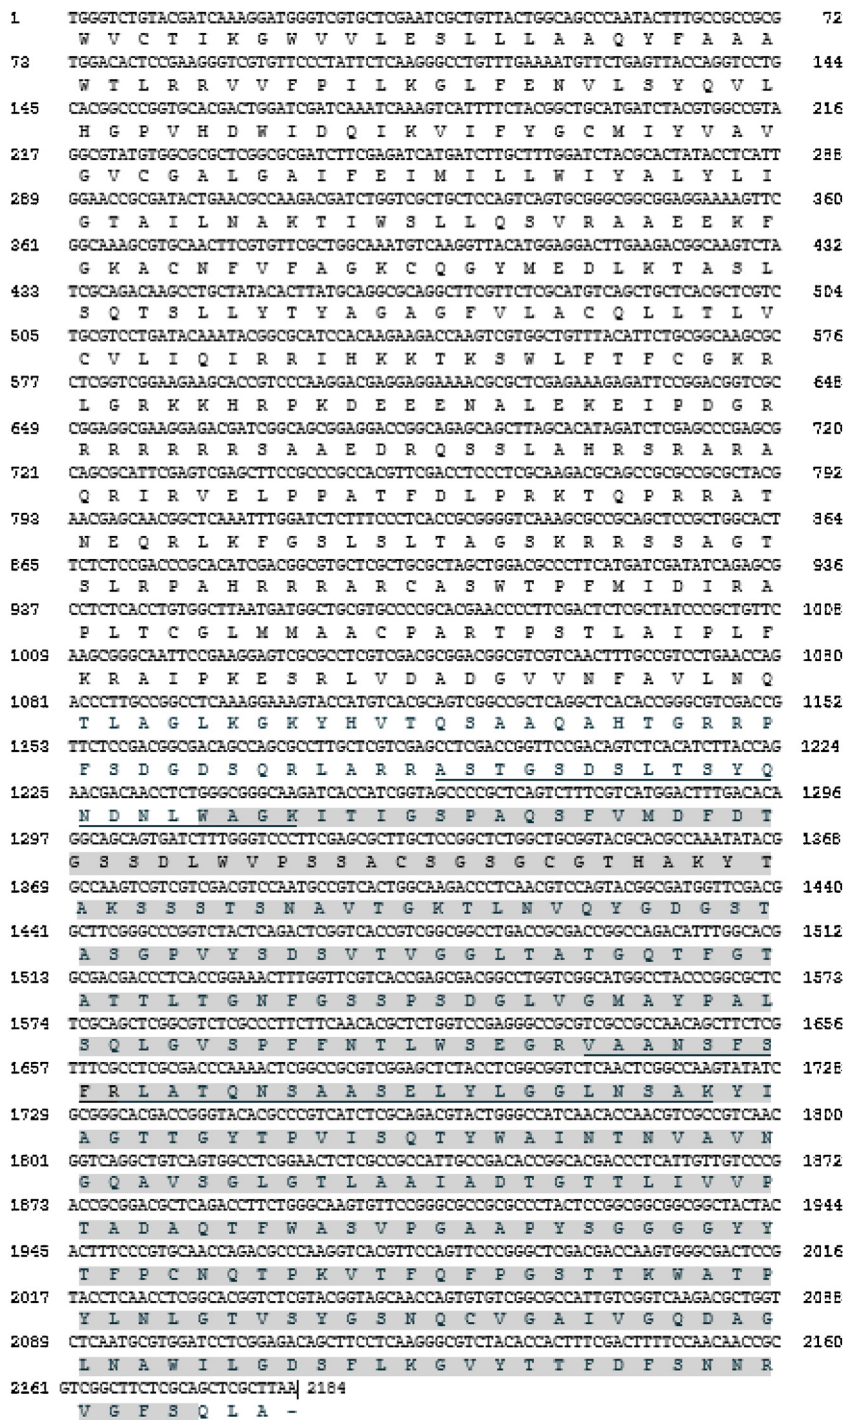 1 TGGGTCTGTACGATCAAAGGATGGGTCGTGCTCGAATCGCTGTTACTGGCAGCCCAATACTTTGCCGCCGCG 72
W V C T I K G W V V L E S L L L A A Q Y F A A A
73 TGGACACTCCGAAGGGTCGTGTTCCCTATTCTCAAGGGCCTGTTTGAAAATGTTCTGAGTTACCAGGTCCTG 144
W T L R R V V F P I L K G L F E N V L S Y Q V L
145 CACGGCCCGGTGCACGACTGGATCGATCAAATCAAAGTCATTTTCTACGGCTGCATGATCTACGTGGCCGTA 216
H G P V H D W I D Q I K V I F Y G C M I Y V A V
217 GGCGTATGTGGCGCGCTCGGCGCGATCTTCGAGATCATGATCTTGCTTTGGATCTACGCACTATACCTCATT 288
G V C G A L G A I F E I M I L L W I Y A L Y L I
289 GGAACCGCGATACTGAACGCCAAGACGATCTGGTCGCTGCTCCAGTCAGTGCGGGCGGCGGAGGAAAAGTTC 360
G T A I L N A K T I W S L L Q S V R A A E E K F
361 GGCAAAGCGTGCAACTTCGTGTTCGCTGGCAAATGTCAAGGTTACATGGAGGACTTGAAGACGGCAAGTCTA 432
G K A C N F V F A G K C Q G Y M E D L K T A S L
433 TCGCAGACAAGCCTGCTATACACTTATGCAGGCGCAGGCTTCGTTCTCGCATGTCAGCTGCTCACGCTCGTC 504
S Q T S L L Y T Y A G A G F V L A C Q L L T L V
505 TGCGTCCTGATACAAATACGGCGCATCCACAAGAAGACCAAGTCGTGGCTGTTTACATTCTGCGGCAAGCGC 576
C V L I Q I R R I H K K T K S W L F T F C G K R
577 CTCGGTCGGAAGAAGCACCGTCCCAAGGACGAGGAGGAAAACGCGCTCGAGAAAGAGATTCCGGACGGTCGC 648
L G R K K H R P K D E E E N A L E K E I P D G R
649 CGGAGGCGAAGGAGACGATCGGCAGCGGAGGACCGGCAGAGCAGCTTAGCACATAGATCTCGAGCCCGAGCG 720
R R R R R R S A A E D R Q S S L A H R S R A R A
721 CAGCGCATTCGAGTCGAGCTTCCGCCCGCCACGTTCGACCTCCCTCGCAAGACGCAGCCGCGCCGCGCTACG 792
Q R I R V E L P P A T F D L P R K T Q P R R A T
793 AACGAGCAACGGCTCAAATTTGGATCTCTTTCCCTCACCGCGGGGTCAAAGCGCCGCAGCTCCGCTGGCACT 864
N E Q R L K F G S L S L T A G S K R R S S A G T
865 TCTCTCCGACCCGCACATCGACGGCGTGCTCGCTGCGCTAGCTGGACGCCCTTCATGATCGATATCAGAGCG 936
S L R P A H R R R A R C A S W T P F M I D I R A
937 CCTCTCACCTGTGGCTTAATGATGGCTGCGTGCCCCGCACGAACCCCTTCGACTCTCGCTATCCCGCTGTTC 1008
P L T C G L M M A A C P A R T P S T L A I P L F
1009 AAGCGGGCAATTCCGAAGGAGTCGCGCCTCGTCGACGCGGACGGCGTCGTCAACTTTGCCGTCCTGAACCAG 1080
K R A I P K E S R L V D A D G V V N F A V L N Q
1081 ACCCTTGCCGGCCTCAAAGGAAAGTACCATGTCACGCAGTCGGCCGCTCAGGCTCACACCGGGCGTCGACCG 1152
T L A G L K G K Y H V T Q S A A Q A H T G R R P
1153 TTCTCCGACGGCGACAGCCAGCGCCTTGCTCGTCGAGCCTCGACCGGTTCCGACAGTCTCACATCTTACCAG 1224
F S D G D S Q R L A R R A S T G S D S L T S Y Q
1225 AACGACAACCTCTGGGCGGGCAAGATCACCATCGGTAGCCCCGCTCAGTCTTTCGTCATGGACTTTGACACA 1296
N D N L W A G K I T I G S P A Q S F V M D F D T
1297 GGCAGCAGTGATCTTTGGGTCCCTTCGAGCGCTTGCTCCGGCTCTGGCTGCGGTACGCACGCCAAATATACG 1368
G S S D L W V P S S A C S G S G C G T H A K Y T
1369 GCCAAGTCGTCGTCGACGTCCAATGCCGTCACTGGCAAGACCCTCAACGTCCAGTACGGCGATGGTTCGACG 1440
A K S S S T S N A V T G K T L N V Q Y G D G S T
1441 GCTTCGGGCCCGGTCTACTCAGACTCGGTCACCGTCGGCGGCCTGACCGCGACCGGCCAGACATTTGGCACG 1512
A S G P V Y S D S V T V G G L T A T G Q T F G T
1513 GCGACGACCCTCACCGGAAACTTTGGTTCGTCACCGAGCGACGGCCTGGTCGGCATGGCCTACCCGGCGCTC 1573
A T T L T G N F G S S P S D G L V G M A Y P A L
1574 TCGCAGCTCGGCGTCTCGCCCTTCTTCAACACGCTCTGGTCCGAGGGCCGCGTCGCCGCCAACAGCTTCTCG 1656
S Q L G V S P F F N T L W S E G R V A A N S F S
1657 TTTCGCCTCGCGACCCAAAACTCGGCCGCGTCGGAGCTCTACCTCGGCGGTCTCAACTCGGCCAAGTATATC 1728
F R L A T Q N S A A S E L Y L G G L N S A K Y I
1729 GCGGGCACGACCGGGTACACGCCCGTCATCTCGCAGACGTACTGGGCCATCAACACCAACGTCGCCGTCAAC 1800
A G T T G Y T P V I S Q T Y W A I N T N V A V N
1801 GGTCAGGCTGTCAGTGGCCTCGGAACTCTCGCCGCCATTGCCGACACCGGCACGACCCTCATTGTTGTCCCG 1872
G Q A V S G L G T L A A I A D T G T T L I V V P
1873 ACCGCGGACGCTCAGACCTTCTGGGCAAGTGTTCCGGGCGCCGCGCCCTACTCCGGCGGCGGCGGCTACTAC 1944
T A D A Q T F W A S V P G A A P Y S G G G G Y Y
1945 ACTTTCCCGTGCAACCAGACGCCCAAGGTCACGTTCCAGTTCCCGGGCTCGACGACCAAGTGGGCGACTCCG 2016
T F P C N Q T P K V T F Q F P G S T T K W A T P
2017 TACCTCAACCTCGGCACGGTCTCGTACGGTAGCAACCAGTGTGTCGGCGCCATTGTCGGTCAAGACGCTGGT 2088
Y L N L G T V S Y G S N Q C V G A I V G Q D A G
2089 CTCAATGCGTGGATCCTCGGAGACAGCTTCCTCAAGGGCGTCTACACCACTTTCGACTTTTCCAACAACCGC 2160
L N A W I L G D S F L K G V Y T T F D F S N N R
2161 GTCGGCTTCTCGCAGCTCGCTTAA 2184
V G F S Q L A -